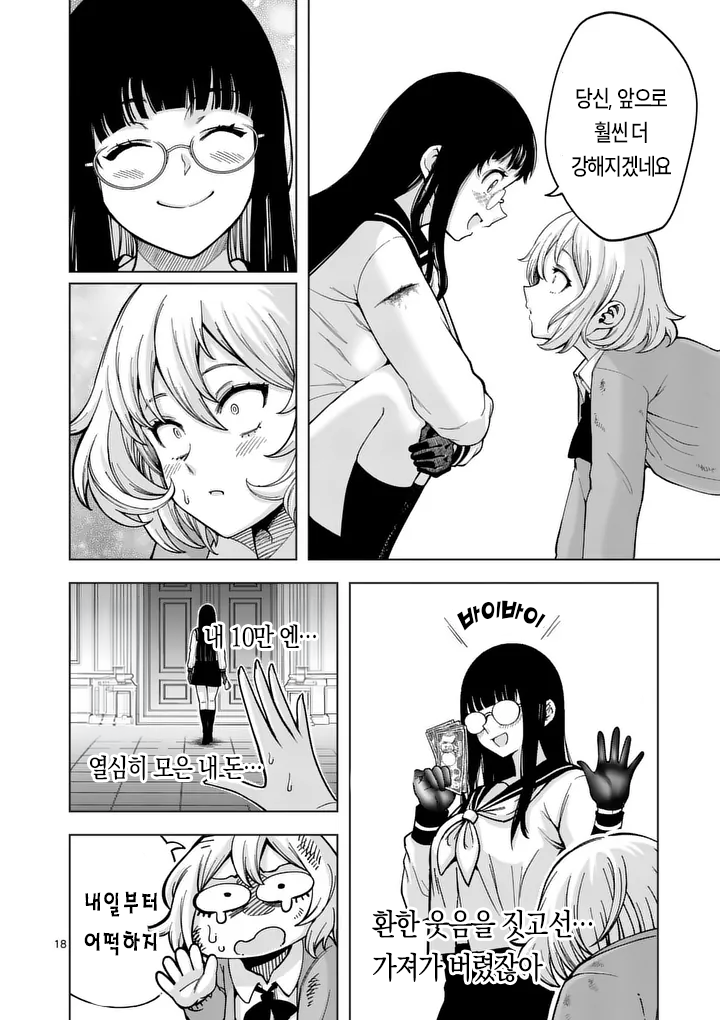 당신, 앞으로
훨씬 더
강해지겠네요
바이바이
내 10만 엔…
열심히 모은 내 돈…
환한 웃음을 짓고선…
가져가 버렸잖아
내일부터
어떡하지
18